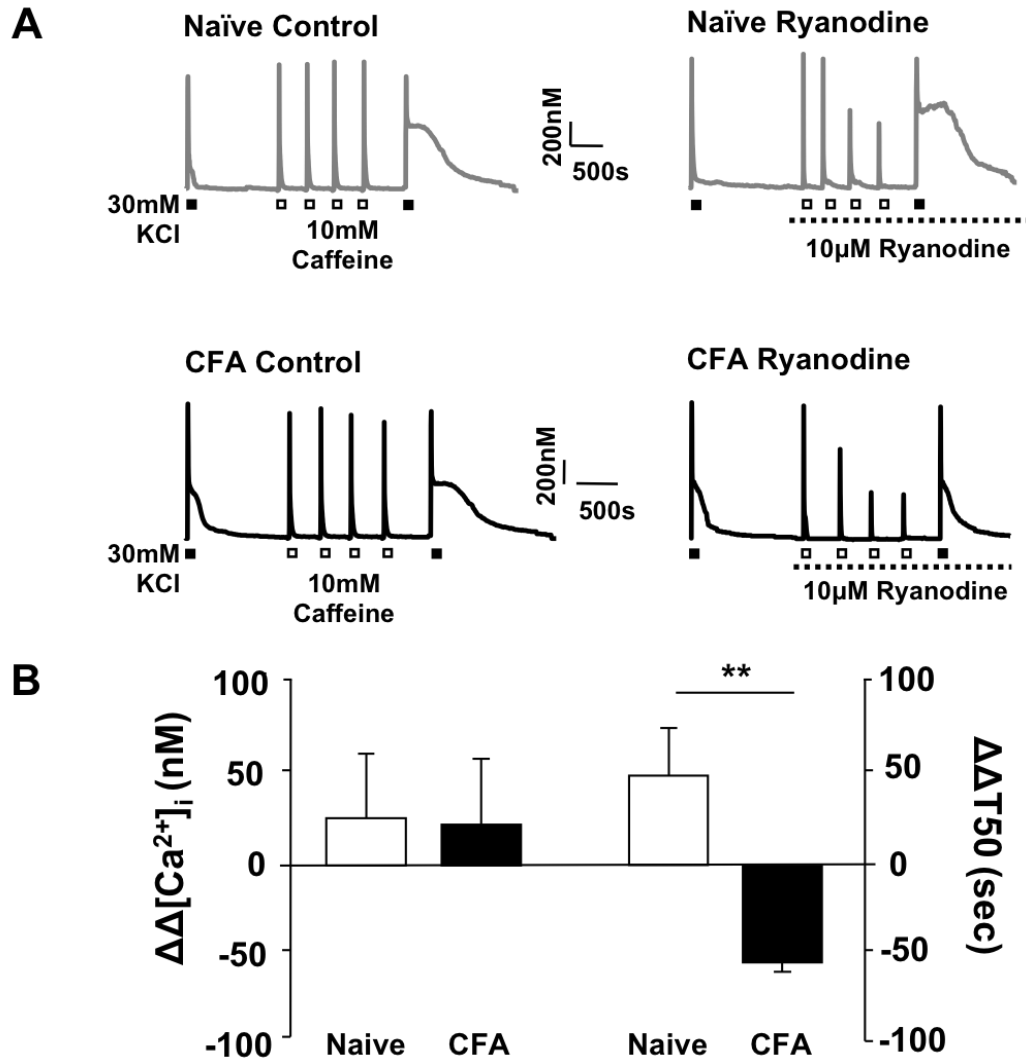 A
Naïve Control
Naïve Ryanodine
200nM
500s
30mM
KCl
10mM
Caffeine
10µM Ryanodine
CFA Control
CFA Ryanodine
200nM
500s
30mM
KCl
10mM
Caffeine
10µM Ryanodine
B
ΔΔ[Ca²⁺]ᵢ (nM)
100
50
0
-50
-100
**
100
50
0
-50
-100
ΔΔT50 (sec)
Naive CFA Naive CFA